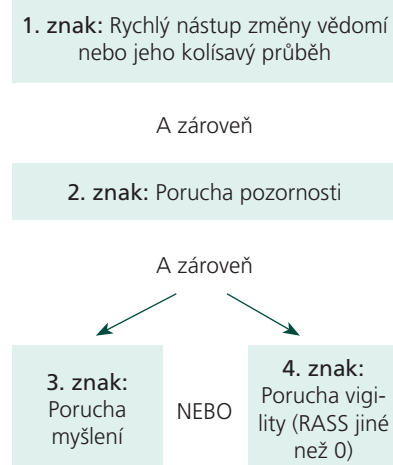 1. znak: Rychlý nástup změny vědomí
nebo jeho kolísavý průběh
A zároveň
2. znak: Porucha pozornosti
A zároveň
3. znak:
Porucha
myšlení
NEBO
4. znak:
Porucha vigi-
lity (RASS jiné
než 0)